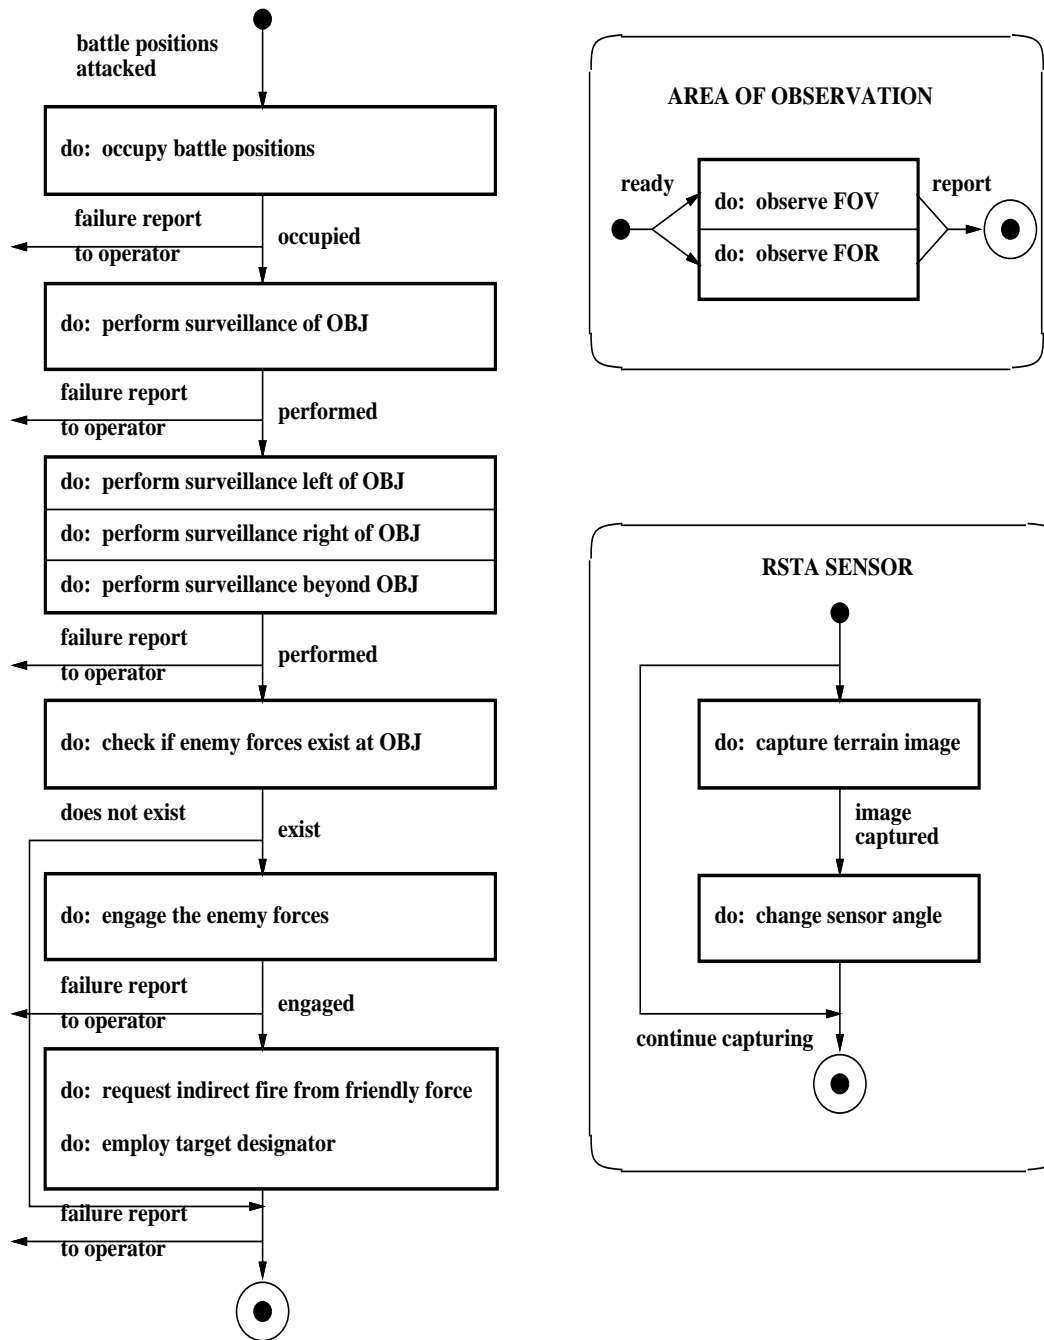 battle positions
attacked
do: occupy battle positions
failure report
to operator
occupied
do: perform surveillance of OBJ
failure report
to operator
performed
do: perform surveillance left of OBJ
do: perform surveillance right of OBJ
do: perform surveillance beyond OBJ
failure report
to operator
performed
do: check if enemy forces exist at OBJ
does not exist
exist
do: engage the enemy forces
failure report
to operator
engaged
do: request indirect fire from friendly force
do: employ target designator
failure report
to operator
AREA OF OBSERVATION
ready
do: observe FOV
do: observe FOR
report
RSTA SENSOR
do: capture terrain image
image
captured
do: change sensor angle
continue capturing